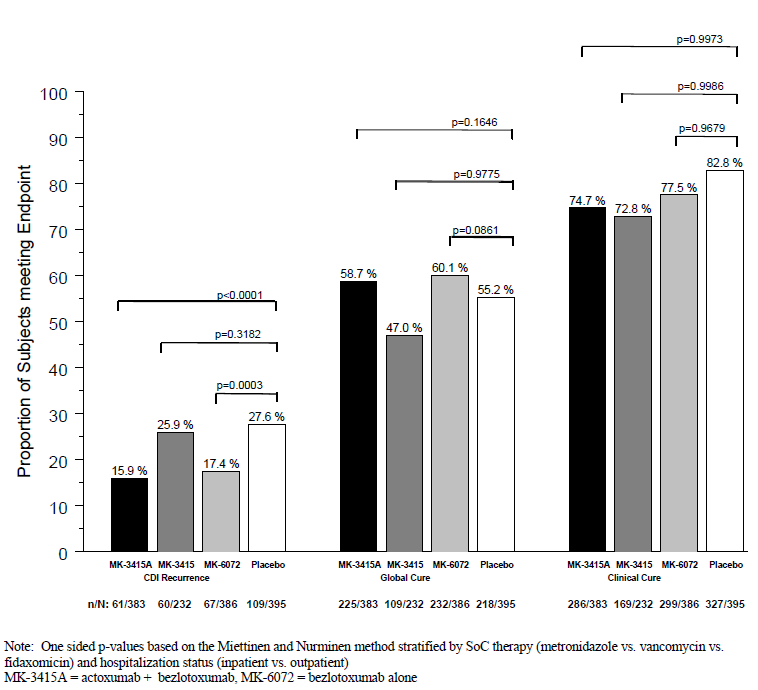 p=0.9973
p=0.9986
p=0.9679
p=0.1646
p=0.9775
p=0.0861
p<0.0001
p=0.3182
p=0.0003
Proportion of Subjects meeting Endpoint
100
90
80
70
60
50
40
30
20
10
0
15.9 % 25.9 % 17.4 % 27.6 %
58.7 % 47.0 % 60.1 % 55.2 %
74.7 % 72.8 % 77.5 % 82.8 %
MK-3415A MK-3415 MK-6072 Placebo MK-3415A MK-3415 MK-6072 Placebo MK-3415A MK-3415 MK-6072 Placebo
CDI Recurrence Global Cure Clinical Cure
n/N: 61/383 60/232 67/386 109/395 225/383 109/232 232/386 218/395 286/383 169/232 299/386 327/395
Note: One sided p-values based on the Miettinen and Nurminen method stratified by SoC therapy (metronidazole vs. vancomycin vs.
fidaxomicin) and hospitalization status (inpatient vs. outpatient)
MK-3415A = actoxumab + bezlotoxumab, MK-6072 = bezlotoxumab alone